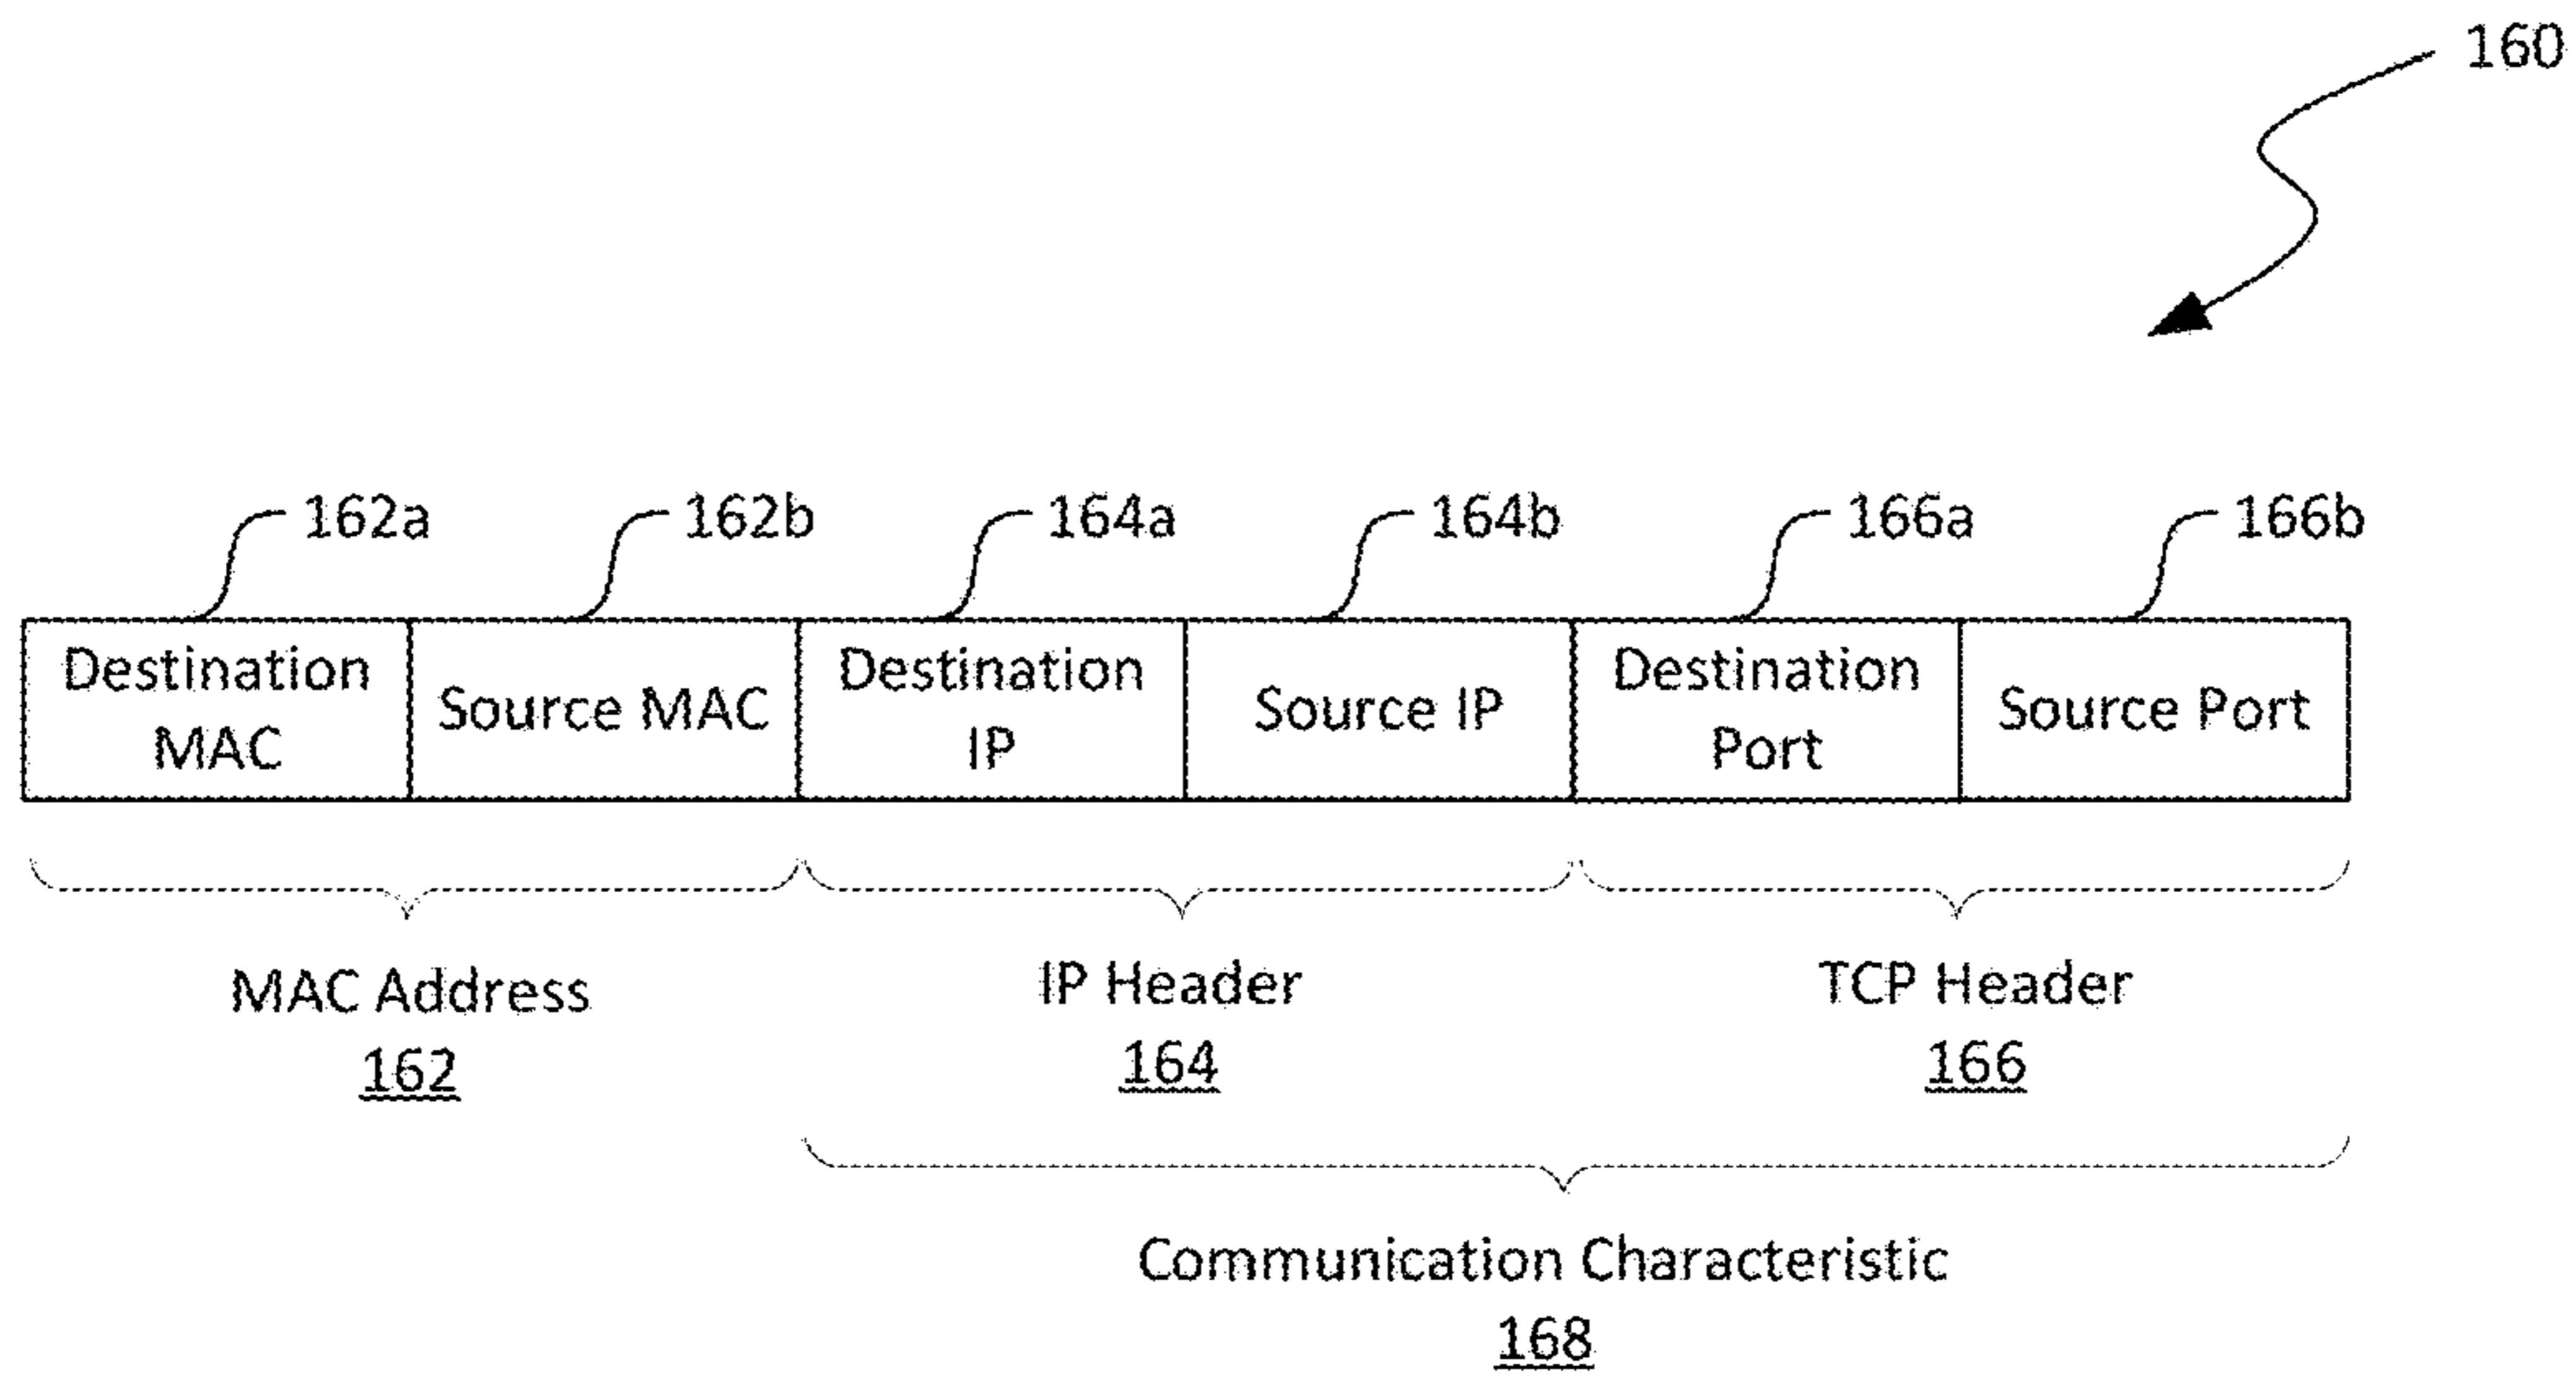 160
162a 162b 164a 164b 166a 166b
Destination MAC Source MAC Destination IP Source IP Destination Port Source Port
MAC Address IP Header TCP Header
162 164 166
Communication Characteristic
168